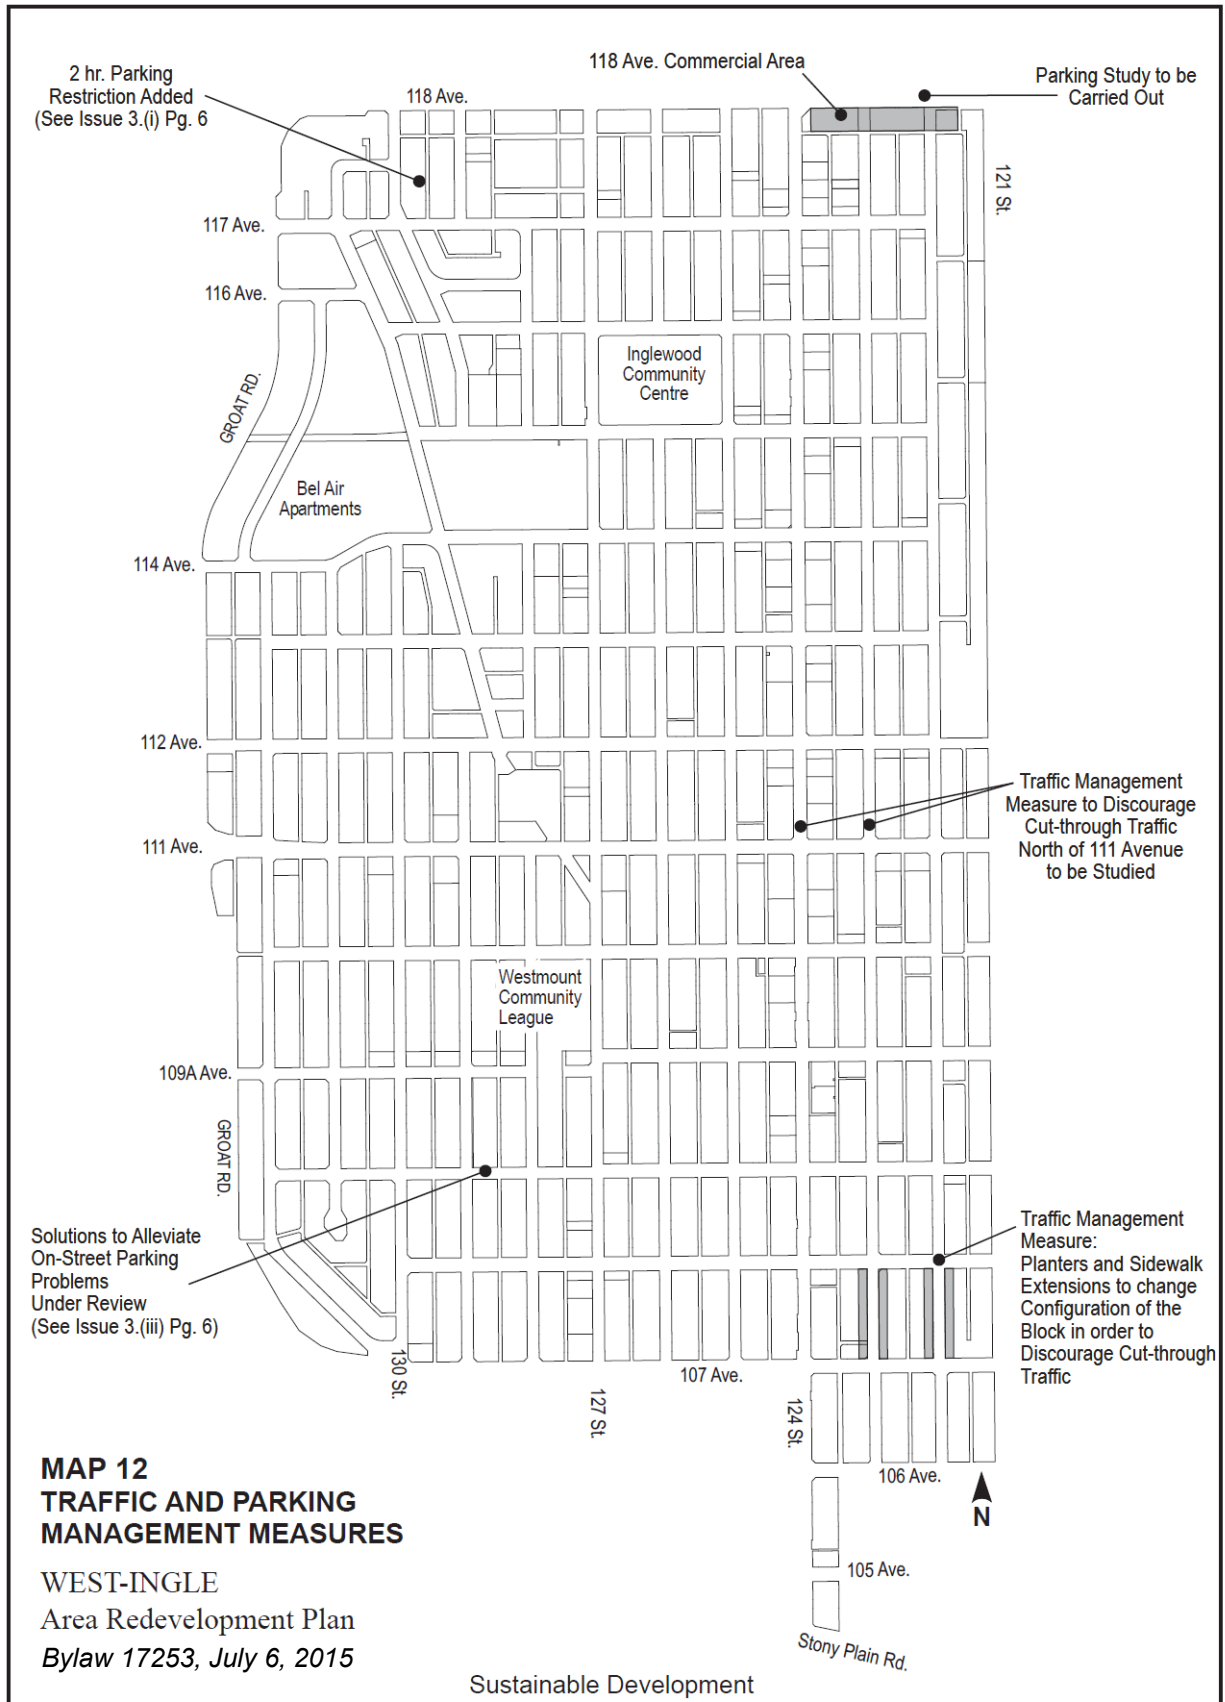 118 Ave. Commercial Area
2 hr. Parking
Restriction Added
(See Issue 3.(i) Pg. 6
Parking Study to be
Carried Out
118 Ave.
121 St.
117 Ave.
116 Ave.
Inglewood
Community
Centre
GROAT RD.
Bel Air
Apartments
114 Ave.
112 Ave.
Traffic Management
Measure to Discourage
Cut-through Traffic
North of 111 Avenue
to be Studied
111 Ave.
Westmount
Community
League
109A Ave.
GROAT RD.
Solutions to Alleviate
On-Street Parking
Problems
Under Review
(See Issue 3.(iii) Pg. 6)
Traffic Management
Measure:
Planters and Sidewalk
Extensions to change
Configuration of the
Block in order to
Discourage Cut-through
Traffic
130 St.
107 Ave.
127 St.
124 St.
106 Ave.
N
MAP 12
TRAFFIC AND PARKING
MANAGEMENT MEASURES
WEST-INGLE
Area Redevelopment Plan
Bylaw 17253, July 6, 2015
105 Ave.
Stony Plain Rd.
Sustainable Development